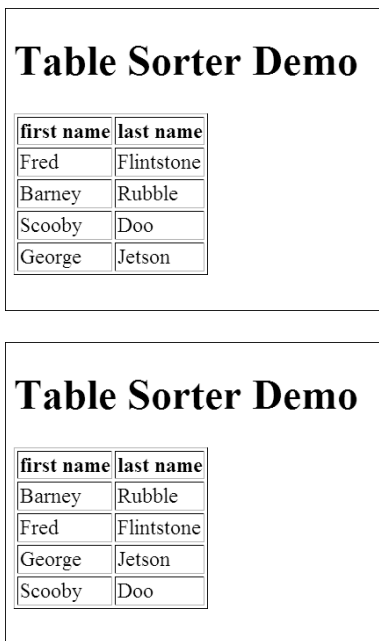 Table Sorter Demo
first name last name
Fred Flintstone
Barney Rubble
Scooby Doo
George Jetson
Table Sorter Demo
first name last name
Barney Rubble
Fred Flintstone
George Jetson
Scooby Doo